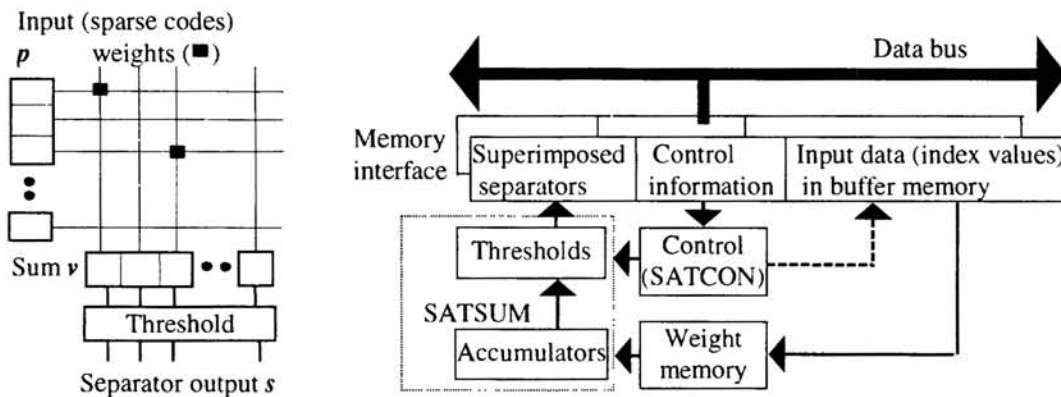 Input (sparse codes)
p weights (■)
Sum v
Threshold
Separator output s
Data bus
Memory
interface
Superimposed
separators
Control
information
Input data (index values)
in buffer memory
Thresholds
Control
(SATCON)
SATSUM
Accumulators
Weight
memory